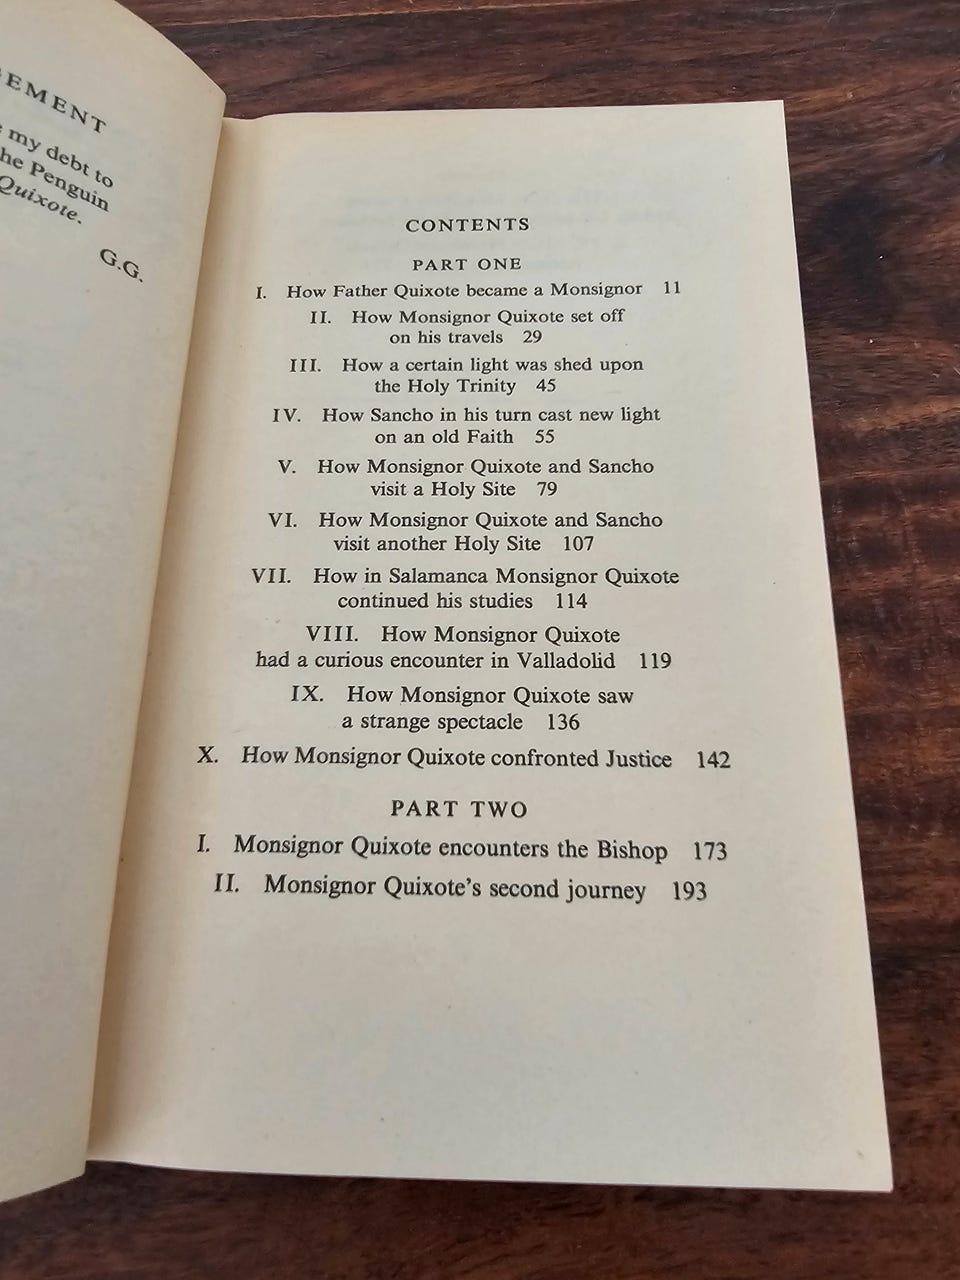 EMENT
my debt to
he Penguin
Quixote.
G.G.
CONTENTS
PART ONE
I. How Father Quixote became a Monsignor 11
II. How Monsignor Quixote set off
on his travels 29
III. How a certain light was shed upon
the Holy Trinity 45
IV. How Sancho in his turn cast new light
on an old Faith 55
V. How Monsignor Quixote and Sancho
visit a Holy Site 79
VI. How Monsignor Quixote and Sancho
visit another Holy Site 107
VII. How in Salamanca Monsignor Quixote
continued his studies 114
VIII. How Monsignor Quixote
had a curious encounter in Valladolid 119
IX. How Monsignor Quixote saw
a strange spectacle 136
X. How Monsignor Quixote confronted Justice 142
PART TWO
I. Monsignor Quixote encounters the Bishop 173
II. Monsignor Quixote's second journey 193